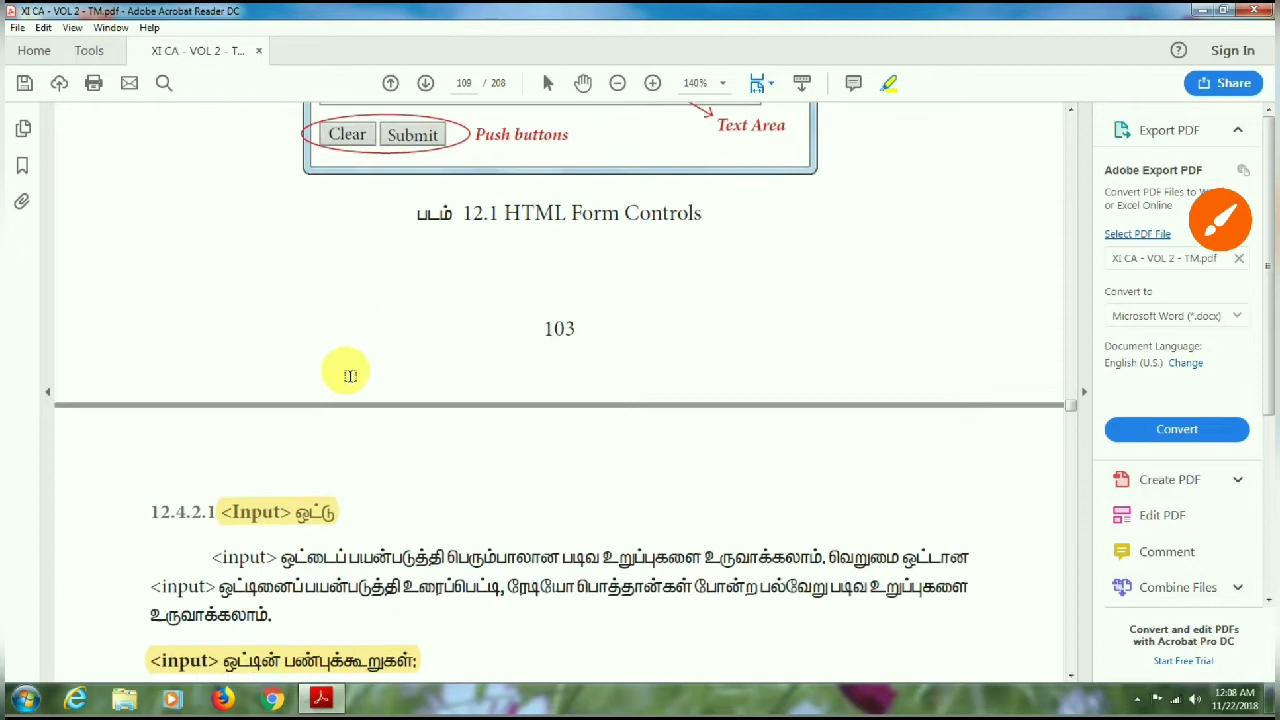 XI CA - VOL 2 - TM.pdf - Adobe Acrobat Reader DC
File Edit View Window Help
Home Tools XI CA - VOL 2 - T... × Sign In
109 / 208 140% Share
Clear Submit Push buttons
Text Area
படம் 12.1 HTML Form Controls
103
12.4.2.1 <Input> ஒட்டு
<input> ஒட்டைப் பயன்படுத்தி பெரும்பாலான படிவ உறுப்புகளை உருவாக்கலாம். வெறுமை ஒட்டான
<input> ஒட்டினைப் பயன்படுத்தி உரைப்பெட்டி, ரேடியோ பொத்தான்கள் போன்ற பல்வேறு படிவ உறுப்புகளை
உருவாக்கலாம்.
<input> ஒட்டின் பண்புக்கூறுகள்:
Export PDF
Adobe Export PDF
Convert PDF Files to
or Excel Online
Select PDF File
XI CA - VOL 2 - TM.pdf
Convert to
Microsoft Word (*.docx)
Document Language:
English (U.S.) Change
Convert
Create PDF
Edit PDF
Comment
Combine Files
Convert and edit PDFs
with Acrobat Pro DC
Start Free Trial
12:08 AM
11/22/2018